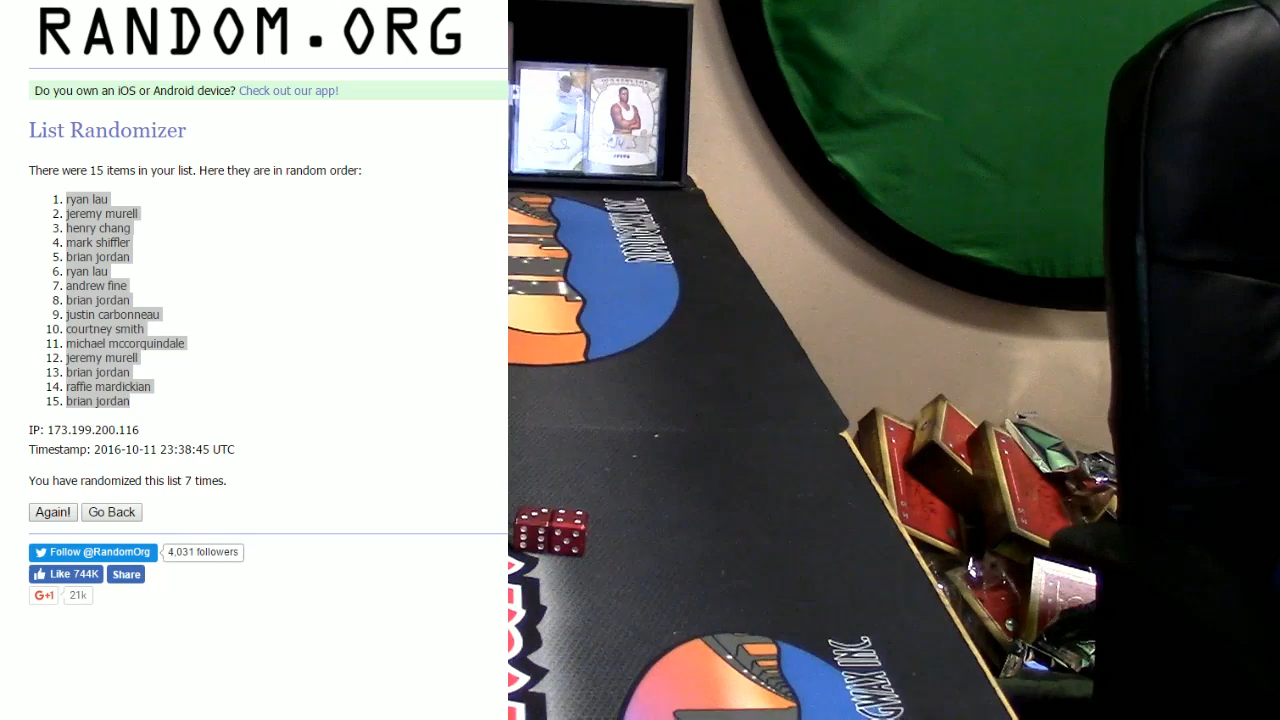 RANDOM.ORG
Do you own an iOS or Android device? Check out our app!
List Randomizer
There were 15 items in your list. Here they are in random order:
1. ryan lau
2. jeremy murell
3. henry chang
4. mark shiffler
5. brian jordan
6. ryan lau
7. andrew fine
8. brian jordan
9. justin carbonneau
10. courtney smith
11. michael mccorquindale
12. jeremy murell
13. brian jordan
14. raffie mardickian
15. brian jordan
IP: 173.199.200.116
Timestamp: 2016-10-11 23:38:45 UTC
You have randomized this list 7 times.
Again! Go Back
Follow @RandomOrg 4,031 followers
Like 744K Share
G+1 21k
GWAX INC